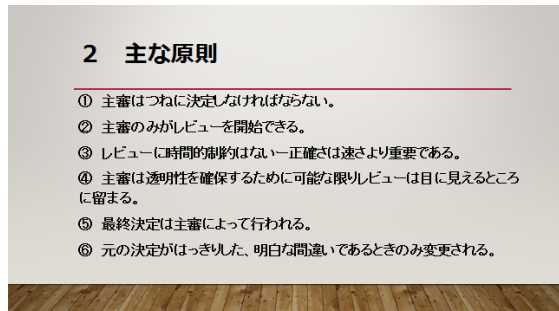 2　主な原則
① 主審はつねに決定しなければならない。
② 主審のみがレビューを開始できる。
③ レビューに時間的制約はないー正確さは速さより重要である。
④ 主審は透明性を確保するために可能な限りレビューは目に見えるところ
に留まる。
⑤ 最終決定は主審によって行われる。
⑥ 元の決定がはっきりした、明白な間違いであるときのみ変更される。